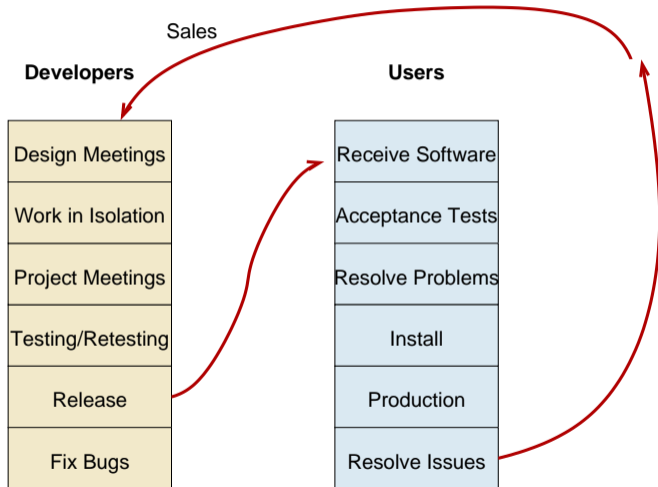 Sales
Developers
Users
Design Meetings
Work in Isolation
Project Meetings
Testing/Retesting
Release
Fix Bugs
Receive Software
Acceptance Tests
Resolve Problems
Install
Production
Resolve Issues